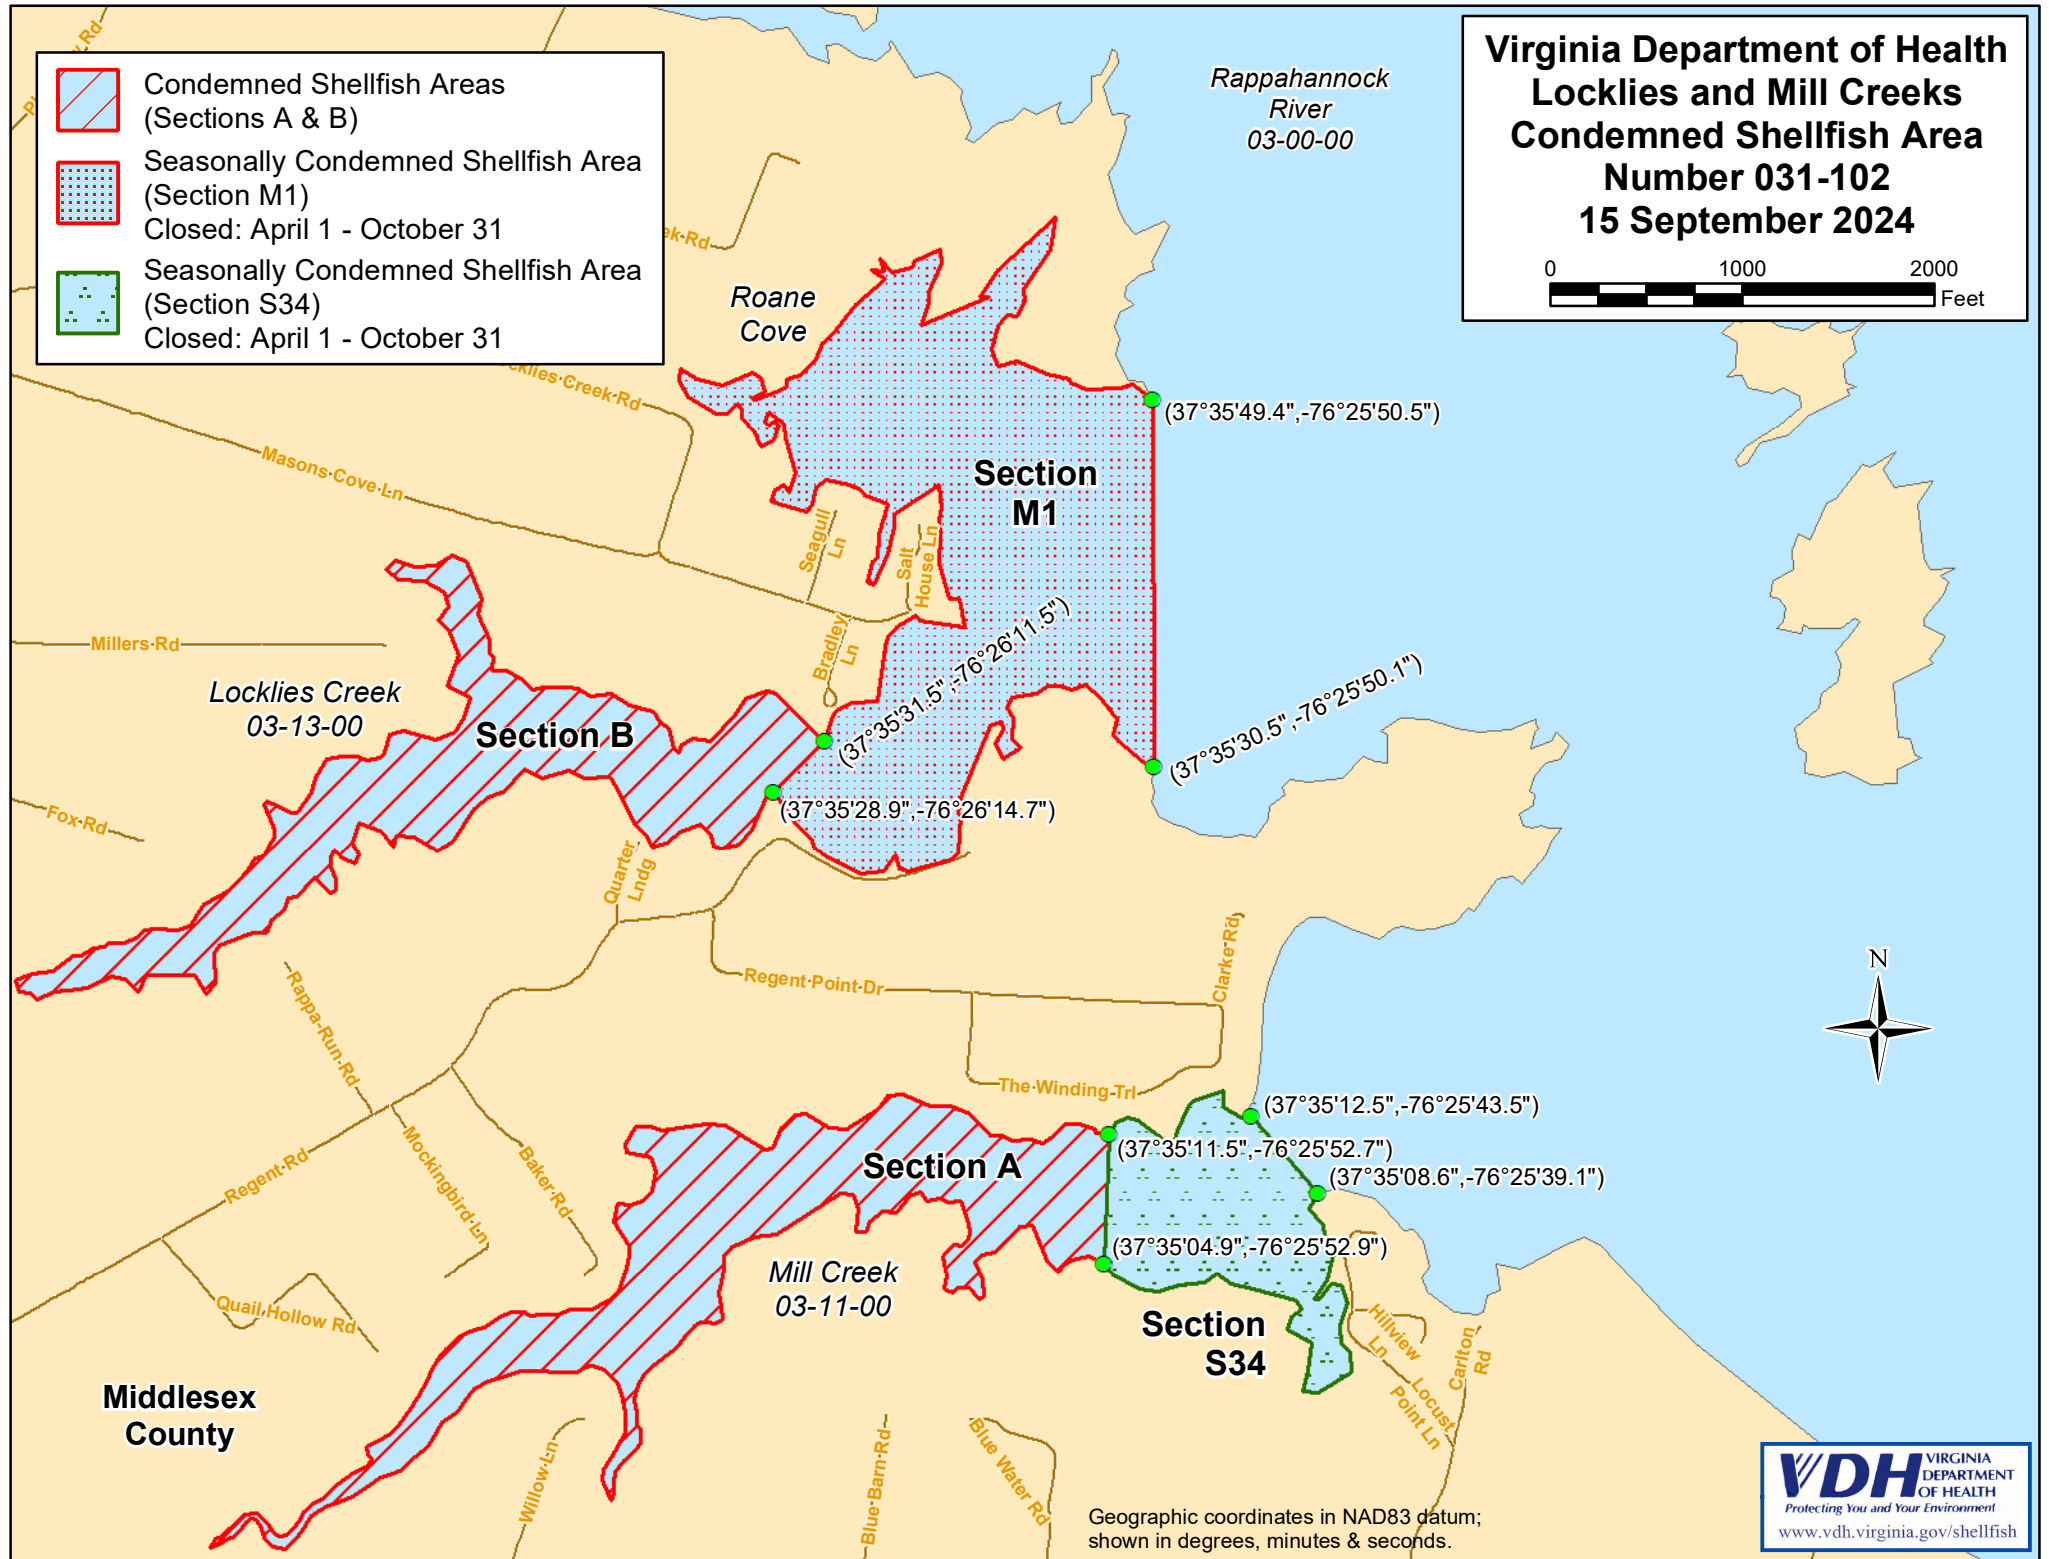 Virginia Department of Health
Locklies and Mill Creeks
Condemned Shellfish Area
Number 031-102
15 September 2024
0 1000 2000
Feet
Condemned Shellfish Areas
(Sections A & B)
Seasonally Condemned Shellfish Area
(Section M1)
Closed: April 1 - October 31
Seasonally Condemned Shellfish Area
(Section S34)
Closed: April 1 - October 31
Rappahannock
River
03-00-00
Roane
Cove
Masons Cove Ln
Seagull
Ln
Salt
House Ln
Bradley
Ln
Millers Rd
Locklies Creek
03-13-00
Fox Rd
Section
M1
Section B
(37°35'49.4",-76°25'50.5")
(37°35'31.5",-76°26'11.5")
(37°35'30.5",-76°25'50.1")
(37°35'28.9",-76°26'14.7")
Quarter
Lndg
Regent Point Dr
Clarke Rd
The Winding Trl
Rappa Run Rd
Regent Rd
Mockingbird Ln
Baker Rd
Quail Hollow Rd
N
Section A
(37°35'12.5",-76°25'43.5")
(37°35'11.5",-76°25'52.7")
(37°35'08.6",-76°25'39.1")
(37°35'04.9",-76°25'52.9")
Mill Creek
03-11-00
Section
S34
Hillview
Ln
Carlton
Rd
Locust
Point Ln
Middlesex
County
Willow Ln
Blue Barn Rd
Blue Water Rd
Geographic coordinates in NAD83 datum;
shown in degrees, minutes & seconds.
VDH VIRGINIA
DEPARTMENT
OF HEALTH
Protecting You and Your Environment
www.vdh.virginia.gov/shellfish